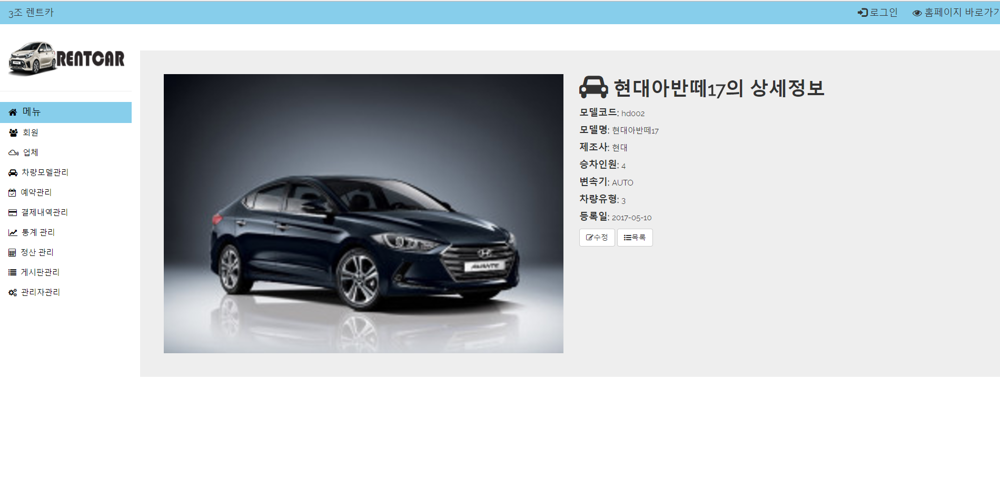 3조 렌트카
로그인
홈페이지 바로가기
RENTCAR
메뉴
회원
업체
차량모델관리
예약관리
결제내역관리
통계 관리
정산 관리
게시판관리
관리자관리
AVANTE
현대아반떼17의 상세정보
모델코드: hd002
모델명: 현대아반떼17
제조사: 현대
승차인원: 4
변속기: AUTO
차량유형: 3
등록일: 2017-05-10
수정 목록